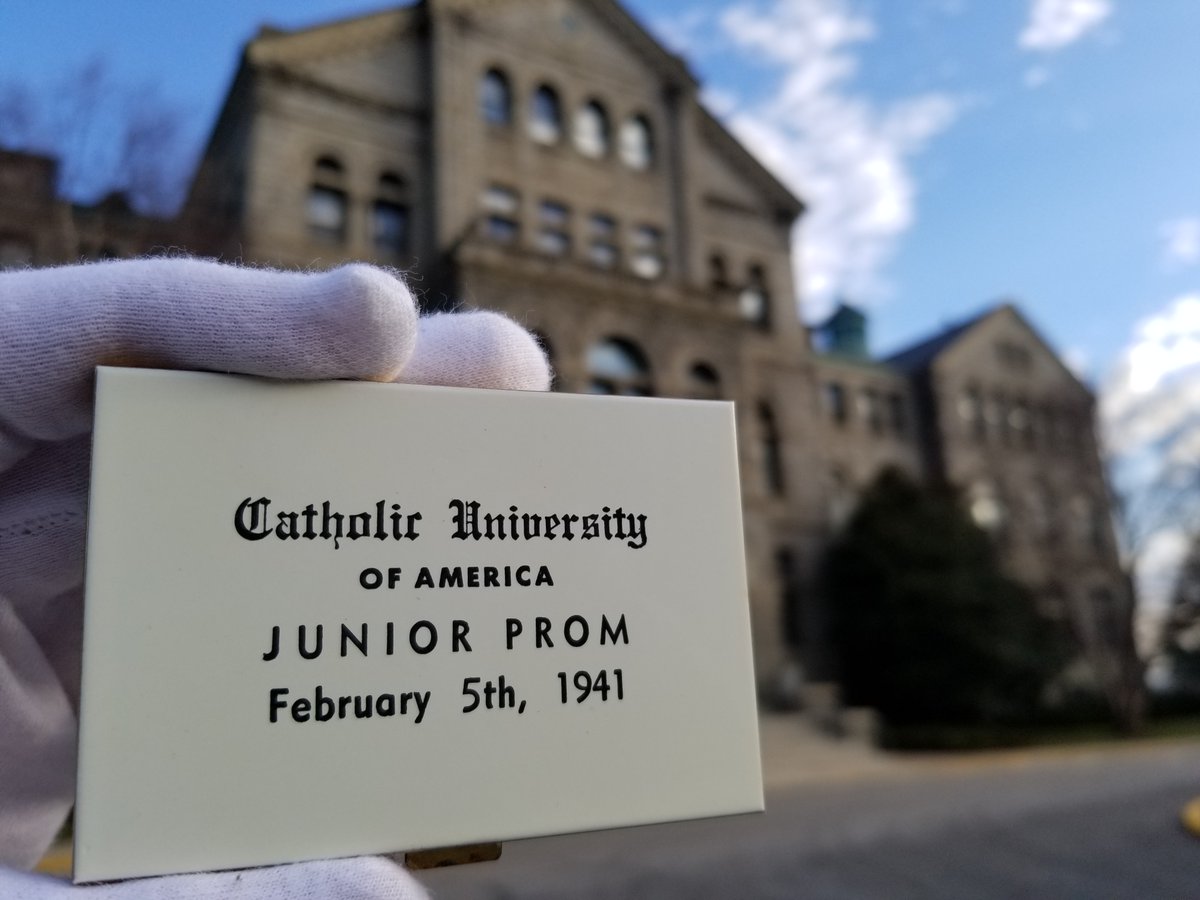 Catholic University
OF AMERICA
JUNIOR PROM
February 5th, 1941